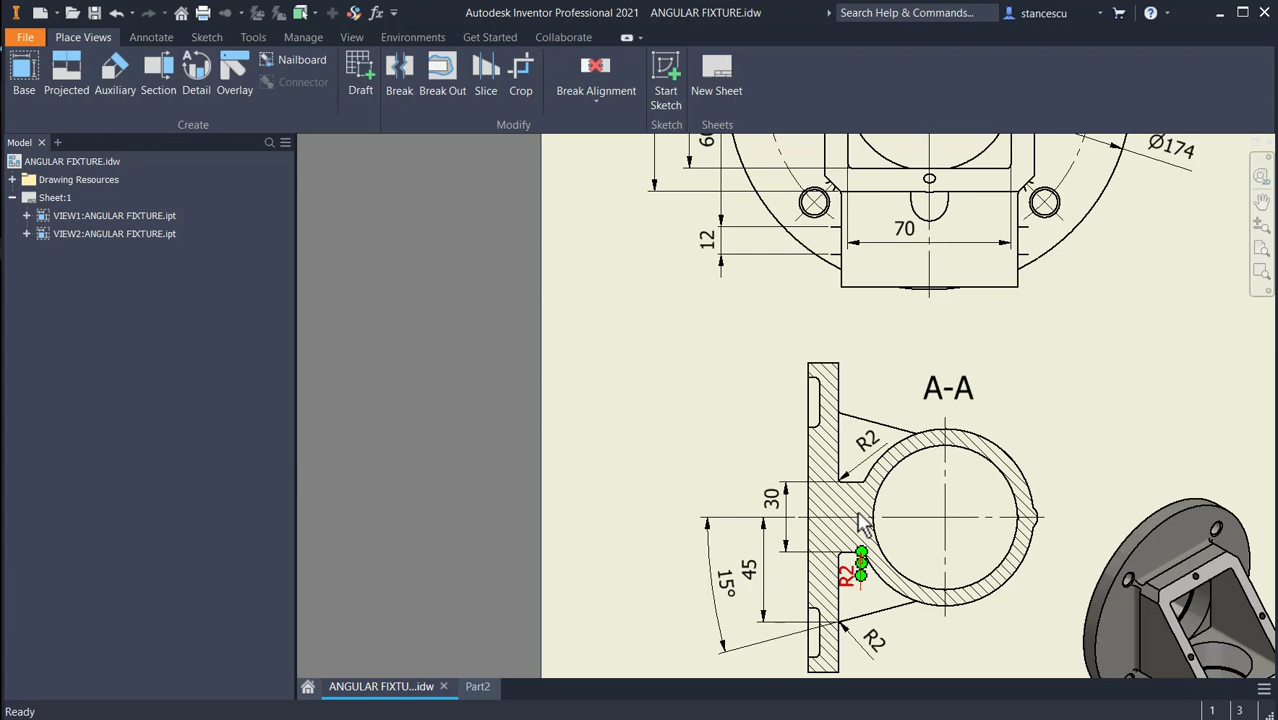 Autodesk Inventor Professional 2021 ANGULAR FIXTURE.idw
Search Help & Commands...
stancescu
File Place Views Annotate Sketch Tools Manage View Environments Get Started Collaborate
Base Projected Auxiliary Section Detail Overlay
Nailboard
Connector
Draft
Break Break Out Slice Crop
Break Alignment
Start Sketch
New Sheet
Create Modify Sketch Sheets
Model
ANGULAR FIXTURE.idw
Drawing Resources
Sheet:1
VIEW1:ANGULAR FIXTURE.ipt
VIEW2:ANGULAR FIXTURE.ipt
Ø174
70
12
A-A
R2
30
45
15°
R2
R2
ANGULAR FIXTU...idw Part2
Ready
1 3